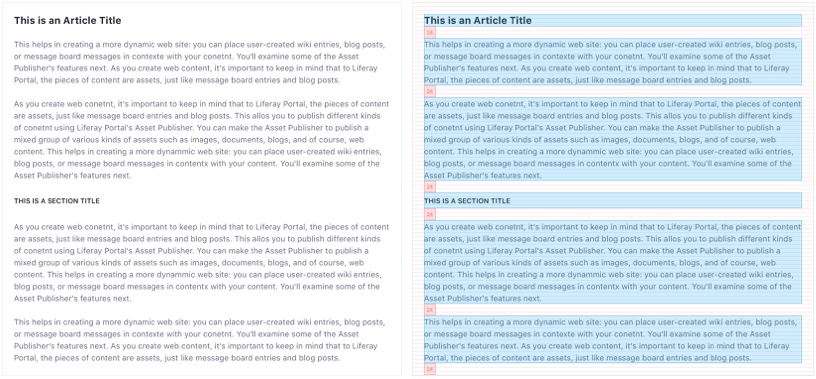 This is an Article Title
This helps in creating a more dynamic web site: you can place user-created wiki entries, blog posts,
or message board messages in contexte with your conetnt. You'll examine some of the Asset
Publisher's features next. As you create web conetnt, it's important to keep in mind that to Liferay
Portal, the pieces of content are assets, just like message board entries and blog posts.
As you create web conetnt, it's important to keep in mind that to Liferay Portal, the pieces of content
are assets, just like message board entries and blog posts. This allos you to publish different kinds
of conetnt using Liferay Portal's Asset Publisher. You can make the Asset Publisher to publish a
mixed group of various kinds of assets such as images, documents, blogs, and of course, web
content. This helps in creating a more dynammic web site: you can place user-created wiki entries,
blog posts, or message board messages in contentx with your content. You'll examine some of the
Asset Publisher's features next.
THIS IS A SECTION TITLE
As you create web conetnt, it's important to keep in mind that to Liferay Portal, the pieces of content
are assets, just like message board entries and blog posts. This allos you to publish different kinds
of conetnt using Liferay Portal's Asset Publisher. You can make the Asset Publisher to publish a
mixed group of various kinds of assets such as images, documents, blogs, and of course, web
content. This helps in creating a more dynammic web site: you can place user-created wiki entries,
blog posts, or message board messages in contentx with your content. You'll examine some of the
Asset Publisher's features next.
This helps in creating a more dynamic web site: you can place user-created wiki entries, blog posts,
or message board messages in contexte with your conetnt. You'll examine some of the Asset
Publisher's features next. As you create web conetnt, it's important to keep in mind that to Liferay
Portal, the pieces of content are assets, just like message board entries and blog posts.
This is an Article Title
24
This helps in creating a more dynamic web site: you can place user-created wiki entries, blog posts,
or message board messages in contexte with your conetnt. You'll examine some of the Asset
Publisher's features next. As you create web conetnt, it's important to keep in mind that to Liferay
Portal, the pieces of content are assets, just like message board entries and blog posts.
24
As you create web conetnt, it's important to keep in mind that to Liferay Portal, the pieces of content
are assets, just like message board entries and blog posts. This allos you to publish different kinds
of conetnt using Liferay Portal's Asset Publisher. You can make the Asset Publisher to publish a
mixed group of various kinds of assets such as images, documents, blogs, and of course, web
content. This helps in creating a more dynammic web site: you can place user-created wiki entries,
blog posts, or message board messages in contentx with your content. You'll examine some of the
Asset Publisher's features next.
24
THIS IS A SECTION TITLE
24
As you create web conetnt, it's important to keep in mind that to Liferay Portal, the pieces of content
are assets, just like message board entries and blog posts. This allos you to publish different kinds
of conetnt using Liferay Portal's Asset Publisher. You can make the Asset Publisher to publish a
mixed group of various kinds of assets such as images, documents, blogs, and of course, web
content. This helps in creating a more dynammic web site: you can place user-created wiki entries,
blog posts, or message board messages in contentx with your content. You'll examine some of the
Asset Publisher's features next.
24
This helps in creating a more dynamic web site: you can place user-created wiki entries, blog posts,
or message board messages in contexte with your conetnt. You'll examine some of the Asset
Publisher's features next. As you create web conetnt, it's important to keep in mind that to Liferay
Portal, the pieces of content are assets, just like message board entries and blog posts.
24